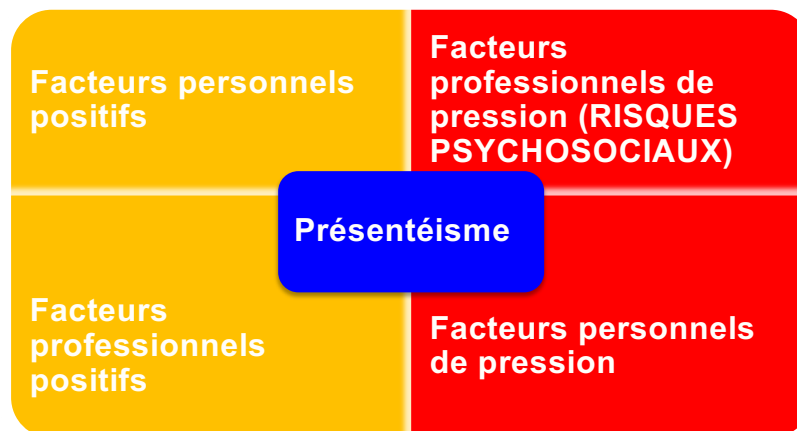 Facteurs personnels
positifs
Facteurs
professionnels de
pression (RISQUES
PSYCHOSOCIAUX)
Présentéisme
Facteurs
professionnels
positifs
Facteurs personnels
de pression